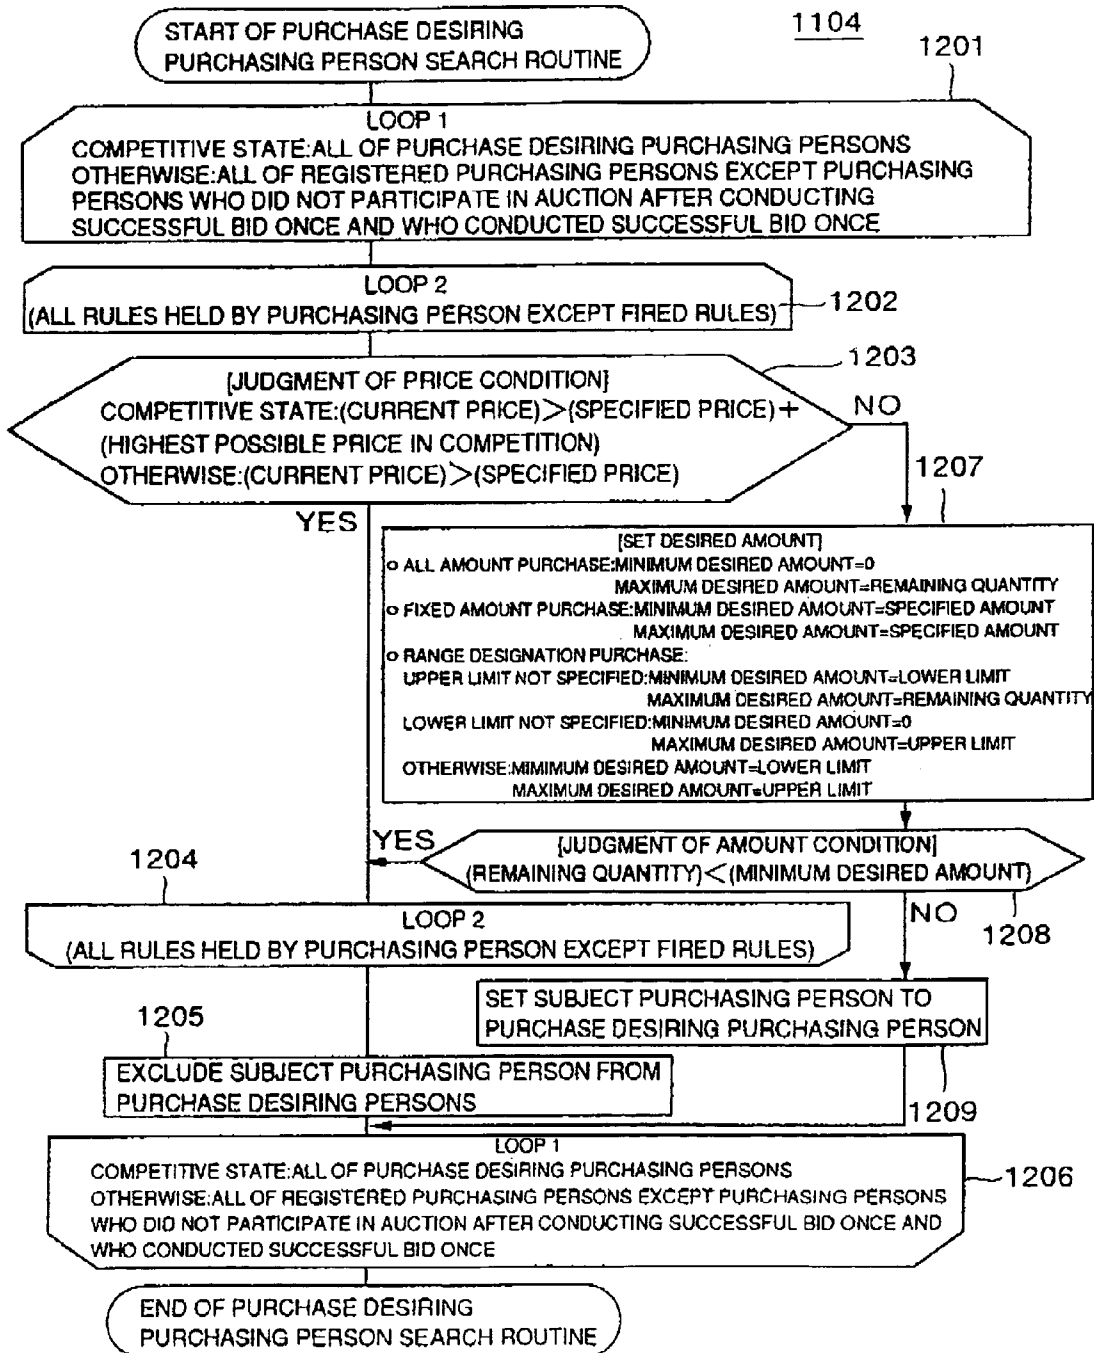 START OF PURCHASE DESIRING
PURCHASING PERSON SEARCH ROUTINE
1104
1201
LOOP 1
COMPETITIVE STATE:ALL OF PURCHASE DESIRING PURCHASING PERSONS
OTHERWISE:ALL OF REGISTERED PURCHASING PERSONS EXCEPT PURCHASING
PERSONS WHO DID NOT PARTICIPATE IN AUCTION AFTER CONDUCTING
SUCCESSFUL BID ONCE AND WHO CONDUCTED SUCCESSFUL BID ONCE
LOOP 2
(ALL RULES HELD BY PURCHASING PERSON EXCEPT FIRED RULES)
1202
1203
[JUDGMENT OF PRICE CONDITION]
COMPETITIVE STATE:(CURRENT PRICE)>(SPECIFIED PRICE)+
(HIGHEST POSSIBLE PRICE IN COMPETITION)
OTHERWISE:(CURRENT PRICE)>(SPECIFIED PRICE)
NO
1207
YES
[SET DESIRED AMOUNT]
o ALL AMOUNT PURCHASE:MINIMUM DESIRED AMOUNT=0
MAXIMUM DESIRED AMOUNT=REMAINING QUANTITY
o FIXED AMOUNT PURCHASE:MINIMUM DESIRED AMOUNT=SPECIFIED AMOUNT
MAXIMUM DESIRED AMOUNT=SPECIFIED AMOUNT
o RANGE DESIGNATION PURCHASE:
UPPER LIMIT NOT SPECIFIED:MINIMUM DESIRED AMOUNT=LOWER LIMIT
MAXIMUM DESIRED AMOUNT=REMAINING QUANTITY
LOWER LIMIT NOT SPECIFIED:MINIMUM DESIRED AMOUNT=0
MAXIMUM DESIRED AMOUNT=UPPER LIMIT
OTHERWISE:MIMIMUM DESIRED AMOUNT=LOWER LIMIT
MAXIMUM DESIRED AMOUNT=UPPER LIMIT
YES
[JUDGMENT OF AMOUNT CONDITION]
(REMAINING QUANTITY)<(MINIMUM DESIRED AMOUNT)
1204
NO
1208
LOOP 2
(ALL RULES HELD BY PURCHASING PERSON EXCEPT FIRED RULES)
SET SUBJECT PURCHASING PERSON TO
PURCHASE DESIRING PURCHASING PERSON
1205
EXCLUDE SUBJECT PURCHASING PERSON FROM
PURCHASE DESIRING PERSONS
1209
LOOP 1
COMPETITIVE STATE:ALL OF PURCHASE DESIRING PURCHASING PERSONS
OTHERWISE:ALL OF REGISTERED PURCHASING PERSONS EXCEPT PURCHASING PERSONS
WHO DID NOT PARTICIPATE IN AUCTION AFTER CONDUCTING SUCCESSFUL BID ONCE AND
WHO CONDUCTED SUCCESSFUL BID ONCE
1206
END OF PURCHASE DESIRING
PURCHASING PERSON SEARCH ROUTINE